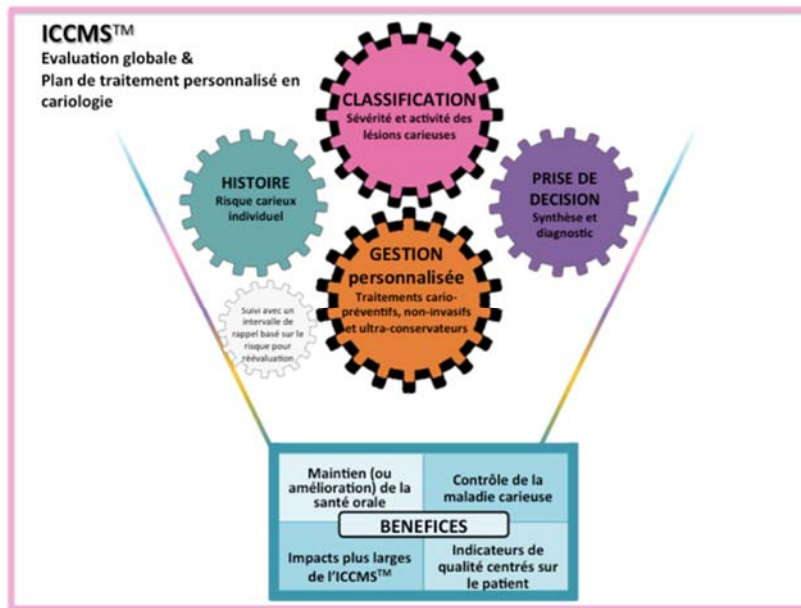 ICCMS™
Evaluation globale &
Plan de traitement personnalisé en
cariologie
CLASSIFICATION
Sévérité et activité des
lésions carieuses
HISTOIRE
Risque carieux
individuel
PRISE DE
DECISION
Synthèse et
diagnostic
GESTION
personnalisée
Traitements cario-
préventifs, non-invasifs
et ultra-conservateurs
Suivi avec un
intervalle de
rappel basé sur le
risque pour
réévaluation
Maintien (ou
amélioration) de la
santé orale
Contrôle de la
maladie carieuse
BENEFICES
Impacts plus larges
de l'ICCMS™
Indicateurs de
qualité centrés sur
le patient